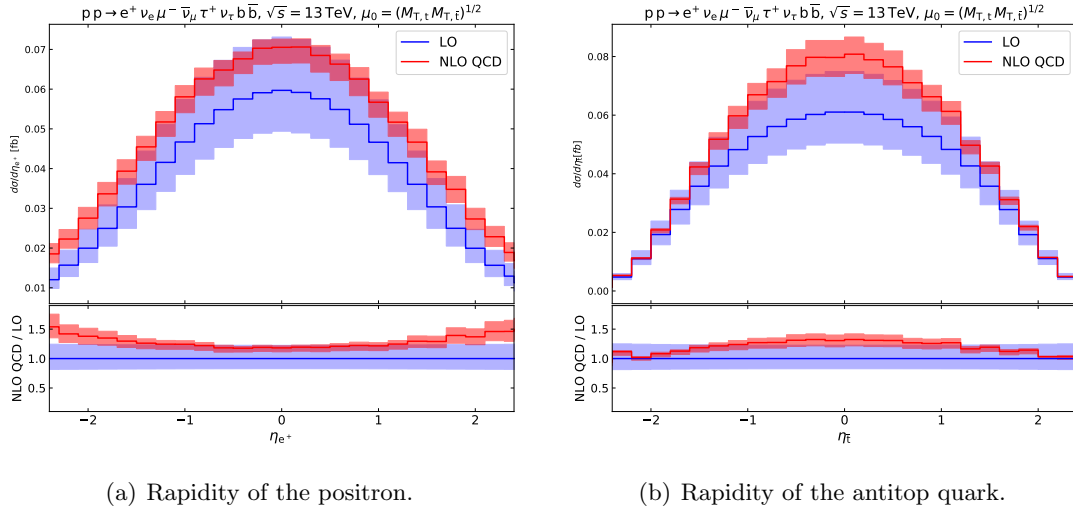 p p → e⁺ νₑ μ⁻ ν̄_μ τ⁺ ν_τ b b̄, √s = 13 TeV, μ₀ = (M_T,t M_T,t̄)^1/2
LO
NLO QCD
dσ/dη_e⁺ [fb]
0.07
0.06
0.05
0.04
0.03
0.02
0.01
NLO QCD / LO
1.5
1.0
0.5
−2 −1 0 1 2
η_e⁺
(a) Rapidity of the positron.
p p → e⁺ νₑ μ⁻ ν̄_μ τ⁺ ν_τ b b̄, √s = 13 TeV, μ₀ = (M_T,t M_T,t̄)^1/2
LO
NLO QCD
dσ/dη_t̄ [fb]
0.08
0.06
0.04
0.02
0.00
NLO QCD / LO
1.5
1.0
0.5
−2 −1 0 1 2
η_t̄
(b) Rapidity of the antitop quark.